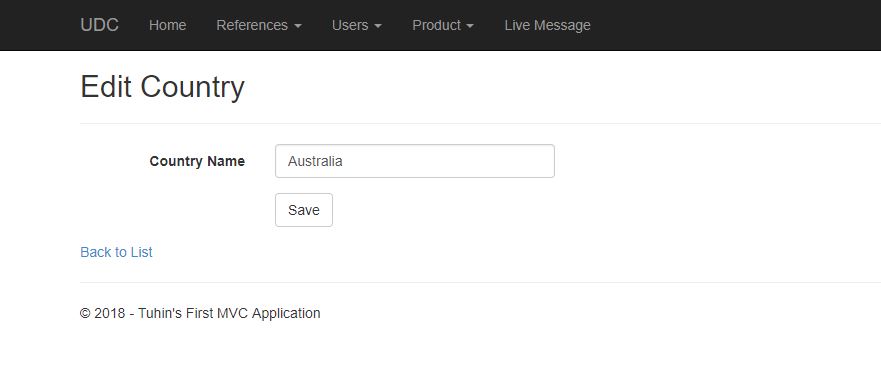 UDC Home References Users Product Live Message
Edit Country
Country Name Australia
Save
Back to List
© 2018 - Tuhin's First MVC Application